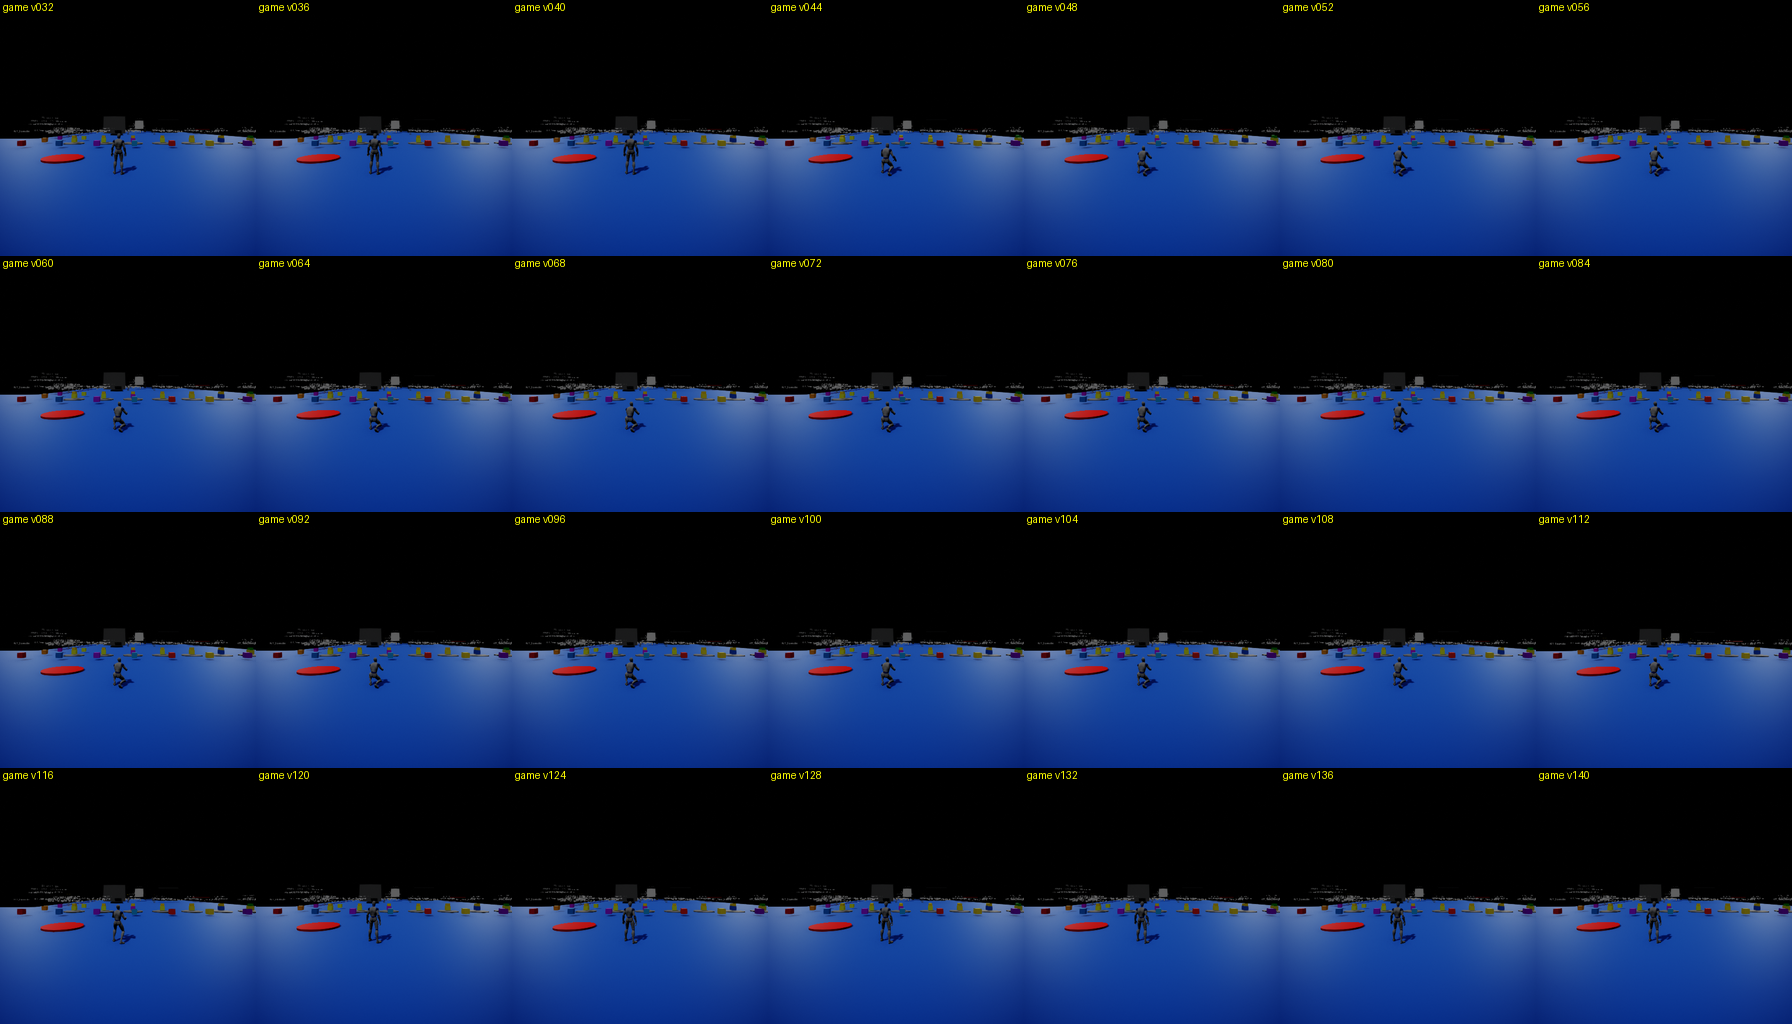 game v032
game v036
game v040
game v044
game v048
game v052
game v056
game v060
game v064
game v068
game v072
game v076
game v080
game v084
game v088
game v092
game v096
game v100
game v104
game v108
game v112
game v116
game v120
game v124
game v128
game v132
game v136
game v140